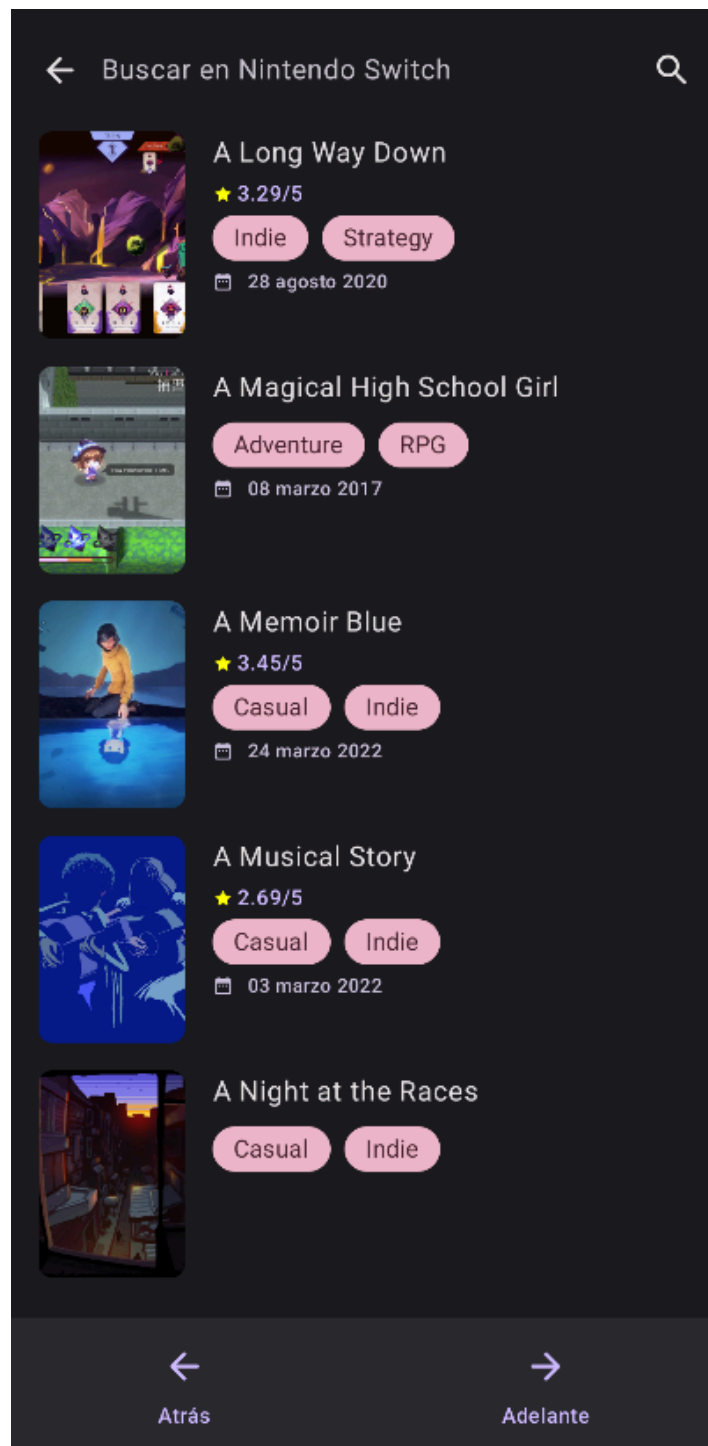 Buscar en Nintendo Switch
A Long Way Down
3.29/5
Indie Strategy
28 agosto 2020
A Magical High School Girl
Adventure RPG
08 marzo 2017
A Memoir Blue
3.45/5
Casual Indie
24 marzo 2022
A Musical Story
2.69/5
Casual Indie
03 marzo 2022
A Night at the Races
Casual Indie
Atrás Adelante